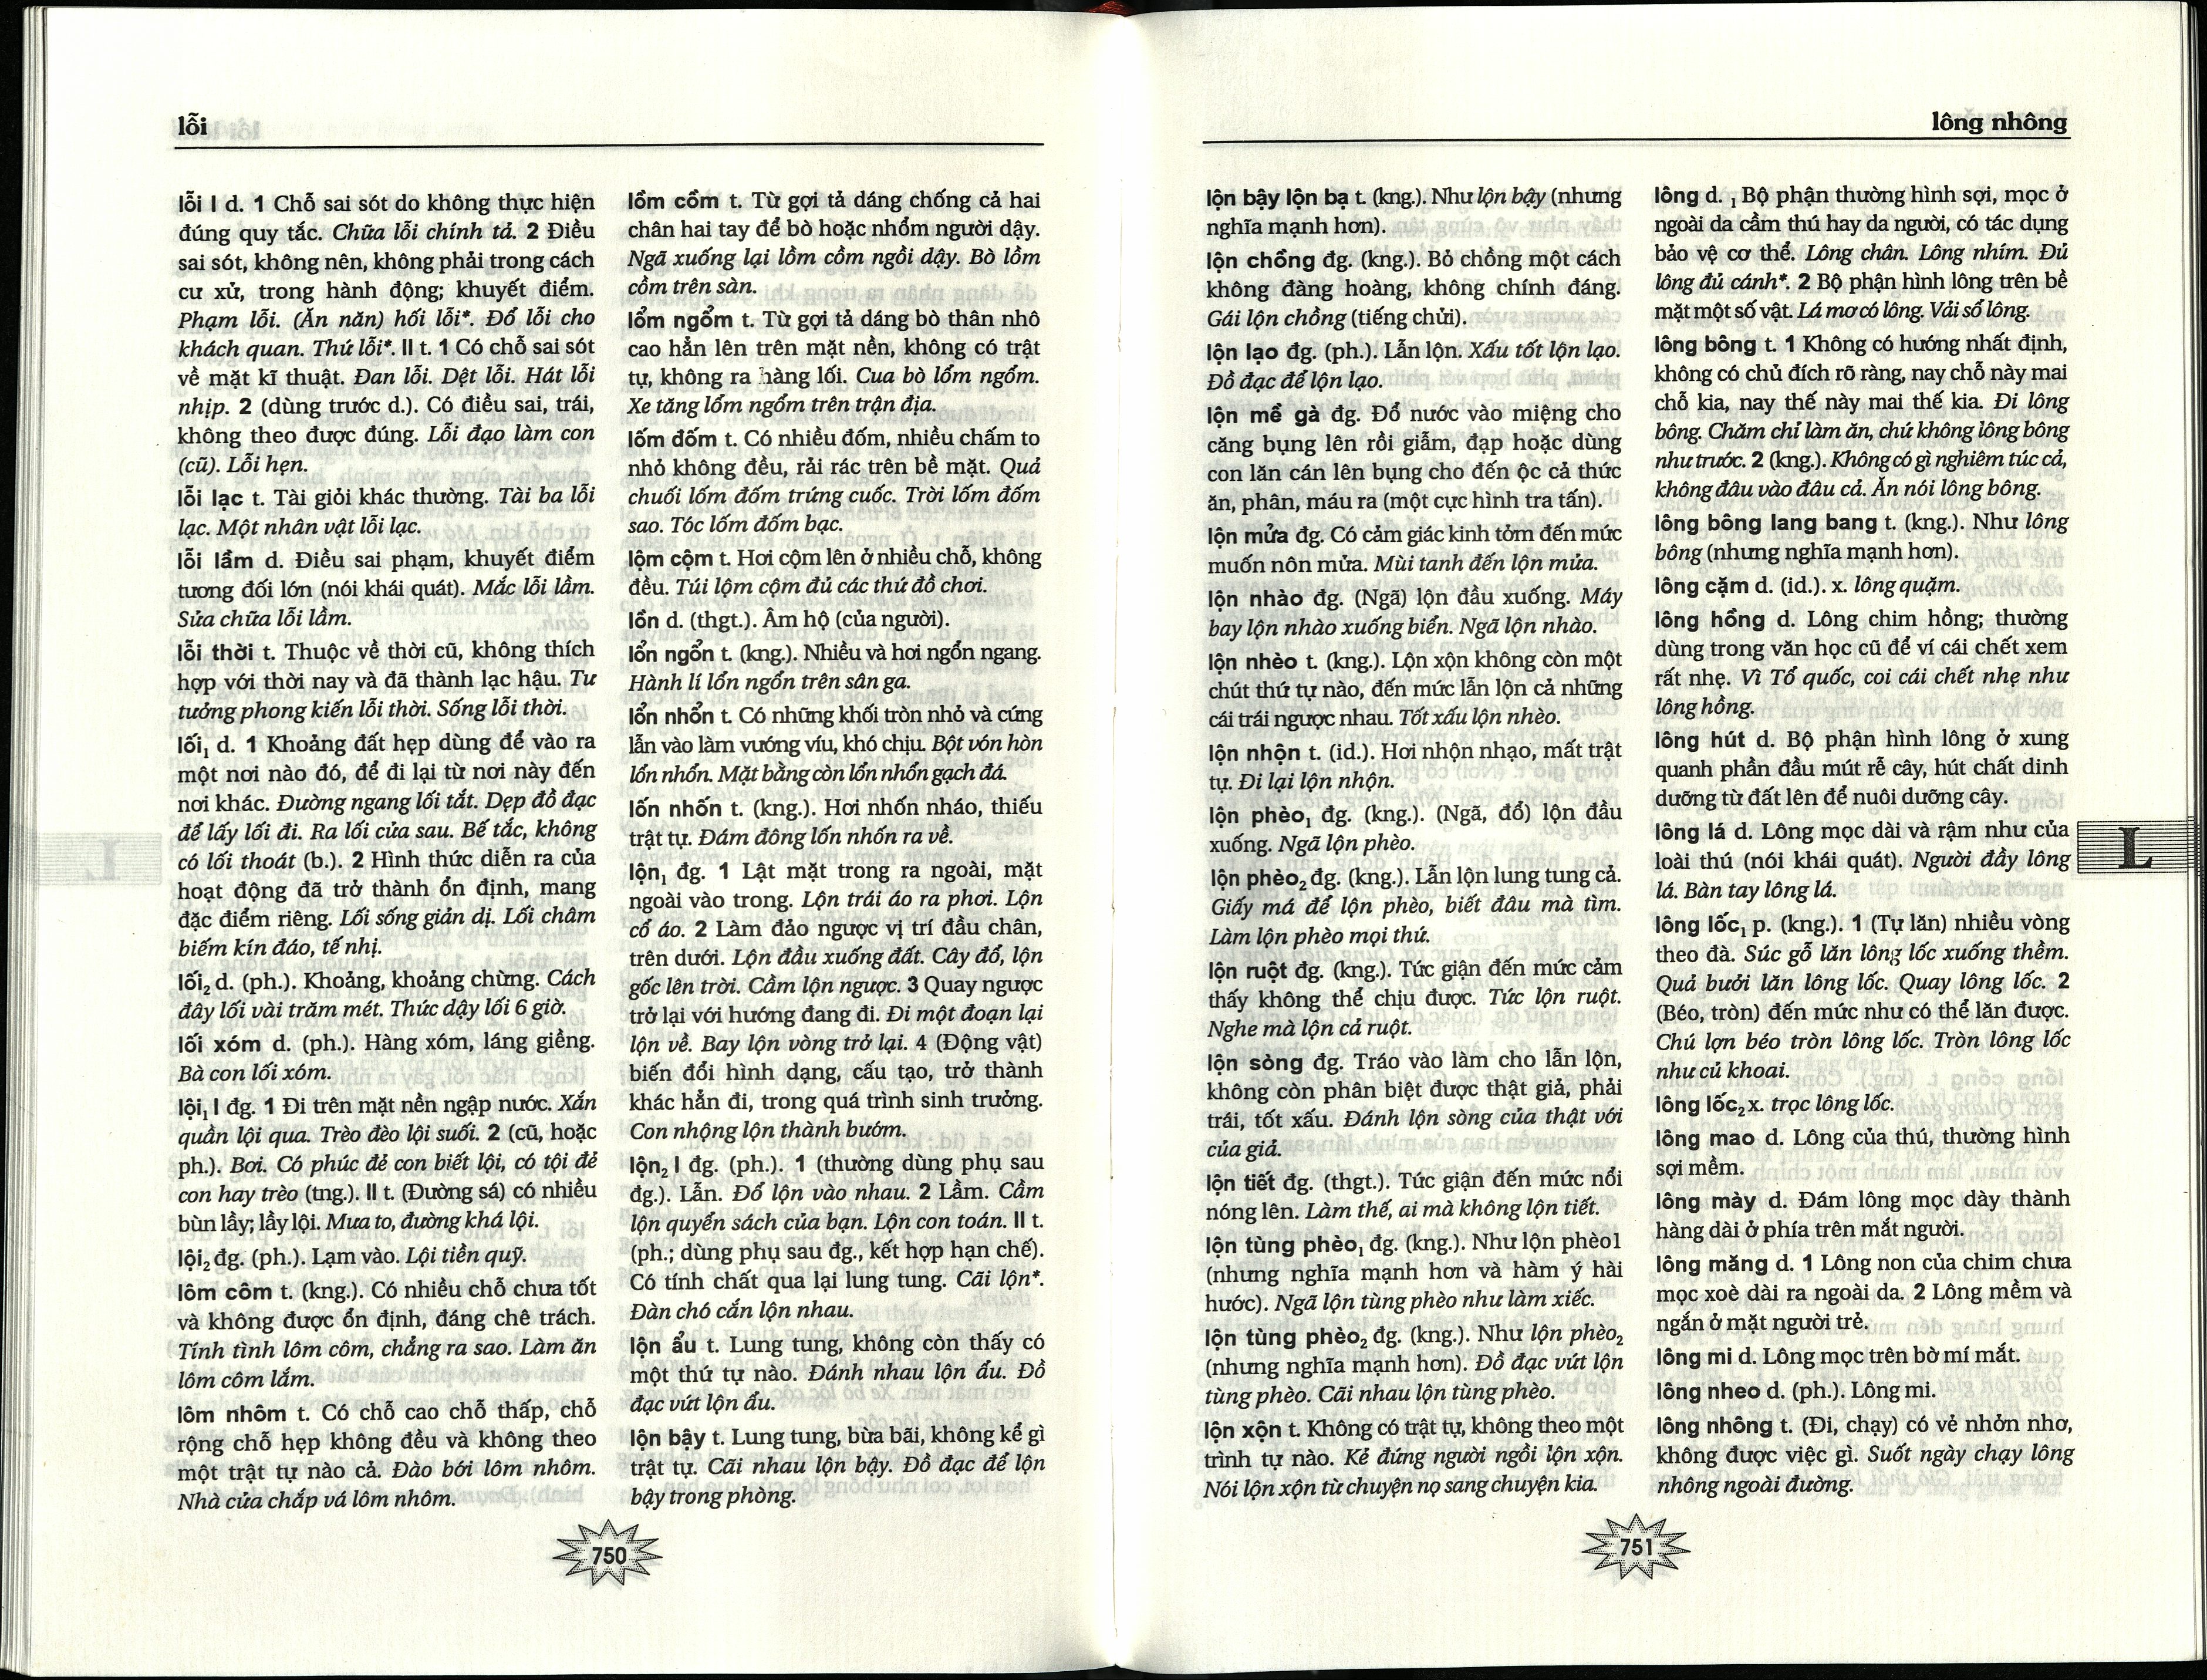 lỗi
lỗi I d. 1 Chỗ sai sót do không thực hiện
đúng quy tắc. Chữa lỗi chính tả. 2 Điều
sai sót, không nên, không phải trong cách
cư xử, trong hành động; khuyết điểm.
Phạm lỗi. (Ăn năn) hối lỗi*. Đổ lỗi cho
khách quan. Thứ lỗi*. II t. 1 Có chỗ sai sót
về mặt kĩ thuật. Đan lỗi. Dệt lỗi. Hát lỗi
nhịp. 2 (dùng trước d.). Có điều sai, trái,
không theo được đúng. Lỗi đạo làm con
(cũ). Lỗi hẹn.
lỗi lạc t. Tài giỏi khác thường. Tài ba lỗi
lạc. Một nhân vật lỗi lạc.
lỗi lầm d. Điều sai phạm, khuyết điểm
tương đối lớn (nói khái quát). Mắc lỗi lầm.
Sửa chữa lỗi lầm.
lỗi thời t. Thuộc về thời cũ, không thích
hợp với thời nay và đã thành lạc hậu. Tư
tưởng phong kiến lỗi thời. Sống lỗi thời.
lối₁ d. 1 Khoảng đất hẹp dùng để vào ra
một nơi nào đó, để đi lại từ nơi này đến
nơi khác. Đường ngang lối tắt. Dẹp đồ đạc
để lấy lối đi. Ra lối cửa sau. Bế tắc, không
có lối thoát (b.). 2 Hình thức diễn ra của
hoạt động đã trở thành ổn định, mang
đặc điểm riêng. Lối sống giản dị. Lối châm
biếm kín đáo, tế nhị.
lối₂ d. (ph.). Khoảng, khoảng chừng. Cách
đây lối vài trăm mét. Thức dậy lối 6 giờ.
lối xóm d. (ph.). Hàng xóm, láng giềng.
Bà con lối xóm.
lội₁ I đg. 1 Đi trên mặt nền ngập nước. Xắn
quần lội qua. Trèo đèo lội suối. 2 (cũ, hoặc
ph.). Bơi. Có phúc đẻ con biết lội, có tội đẻ
con hay trèo (tng.). II t. (Đường sá) có nhiều
bùn lầy; lầy lội. Mưa to, đường khá lội.
lội₂ đg. (ph.). Lạm vào. Lội tiền quỹ.
lôm côm t. (kng.). Có nhiều chỗ chưa tốt
và không được ổn định, đáng chê trách.
Tính tình lôm côm, chẳng ra sao. Làm ăn
lôm côm lắm.
lôm nhôm t. Có chỗ cao chỗ thấp, chỗ
rộng chỗ hẹp không đều và không theo
một trật tự nào cả. Đào bới lôm nhôm.
Nhà cửa chắp vá lôm nhôm.
lồm cồm t. Từ gợi tả dáng chống cả hai
chân hai tay để bò hoặc nhổm người dậy.
Ngã xuống lại lồm cồm ngồi dậy. Bò lồm
cồm trên sàn.
lổm ngổm t. Từ gợi tả dáng bò thân nhô
cao hẳn lên trên mặt nền, không có trật
tự, không ra hàng lối. Cua bò lổm ngổm.
Xe tăng lổm ngổm trên trận địa.
lốm đốm t. Có nhiều đốm, nhiều chấm to
nhỏ không đều, rải rác trên bề mặt. Quả
chuối lốm đốm trứng cuốc. Trời lốm đốm
sao. Tóc lốm đốm bạc.
lộm cộm t. Hơi cộm lên ở nhiều chỗ, không
đều. Túi lộm cộm đủ các thứ đồ chơi.
lồn d. (thgt.). Âm hộ (của người).
lổn ngổn t. (kng.). Nhiều và hơi ngổn ngang.
Hành lí lổn ngổn trên sân ga.
lổn nhổn t. Có những khối tròn nhỏ và cứng
lẫn vào làm vướng víu, khó chịu. Bột vón hòn
lổn nhổn. Mặt bằng còn lổn nhổn gạch đá.
lốn nhốn t. (kng.). Hơi nhốn nháo, thiếu
trật tự. Đám đông lốn nhốn ra về.
lộn₁ đg. 1 Lật mặt trong ra ngoài, mặt
ngoài vào trong. Lộn trái áo ra phơi. Lộn
cổ áo. 2 Làm đảo ngược vị trí đầu chân,
trên dưới. Lộn đầu xuống đất. Cây đổ, lộn
gốc lên trời. Cầm lộn ngược. 3 Quay ngược
trở lại với hướng đang đi. Đi một đoạn lại
lộn về. Bay lộn vòng trở lại. 4 (Động vật)
biến đổi hình dạng, cấu tạo, trở thành
khác hẳn đi, trong quá trình sinh trưởng.
Con nhộng lộn thành bướm.
lộn₂ I đg. (ph.). 1 (thường dùng phụ sau
đg.). Lẫn. Đổ lộn vào nhau. 2 Lầm. Cầm
lộn quyển sách của bạn. Lộn con toán. II t.
(ph.; dùng phụ sau đg., kết hợp hạn chế).
Có tính chất qua lại lung tung. Cãi lộn*.
Đàn chó cắn lộn nhau.
lộn ẩu t. Lung tung, không còn thấy có
một thứ tự nào. Đánh nhau lộn ẩu. Đồ
đạc vứt lộn ẩu.
lộn bậy t. Lung tung, bừa bãi, không kể gì
trật tự. Cãi nhau lộn bậy. Đồ đạc để lộn
bậy trong phòng.
750
lông nhông
lộn bậy lộn bạ t. (kng.). Như lộn bậy (nhưng
nghĩa mạnh hơn).
lộn chồng đg. (kng.). Bỏ chồng một cách
không đàng hoàng, không chính đáng.
Gái lộn chồng (tiếng chửi).
lộn lạo đg. (ph.). Lẫn lộn. Xấu tốt lộn lạo.
Đồ đạc để lộn lạo.
lộn mề gà đg. Đổ nước vào miệng cho
căng bụng lên rồi giẫm, đạp hoặc dùng
con lăn cán lên bụng cho đến ộc cả thức
ăn, phân, máu ra (một cực hình tra tấn).
lộn mửa đg. Có cảm giác kinh tởm đến mức
muốn nôn mửa. Mùi tanh đến lộn mửa.
lộn nhào đg. (Ngã) lộn đầu xuống. Máy
bay lộn nhào xuống biển. Ngã lộn nhào.
lộn nhèo t. (kng.). Lộn xộn không còn một
chút thứ tự nào, đến mức lẫn lộn cả những
cái trái ngược nhau. Tốt xấu lộn nhèo.
lộn nhộn t. (id.). Hơi nhộn nhạo, mất trật
tự. Đi lại lộn nhộn.
lộn phèo₁ đg. (kng.). (Ngã, đổ) lộn đầu
xuống. Ngã lộn phèo.
lộn phèo₂ đg. (kng.). Lẫn lộn lung tung cả.
Giấy má để lộn phèo, biết đâu mà tìm.
Làm lộn phèo mọi thứ.
lộn ruột đg. (kng.). Tức giận đến mức cảm
thấy không thể chịu được. Tức lộn ruột.
Nghe mà lộn cả ruột.
lộn sòng đg. Tráo vào làm cho lẫn lộn,
không còn phân biệt được thật giả, phải
trái, tốt xấu. Đánh lộn sòng của thật với
của giả.
lộn tiết đg. (thgt.). Tức giận đến mức nổi
nóng lên. Làm thế, ai mà không lộn tiết.
lộn tùng phèo₁ đg. (kng.). Như lộn phèo1
(nhưng nghĩa mạnh hơn và hàm ý hài
hước). Ngã lộn tùng phèo như làm xiếc.
lộn tùng phèo₂ đg. (kng.). Như lộn phèo₂
(nhưng nghĩa mạnh hơn). Đồ đạc vứt lộn
tùng phèo. Cãi nhau lộn tùng phèo.
lộn xộn t. Không có trật tự, không theo một
trình tự nào. Kẻ đứng người ngồi lộn xộn.
Nói lộn xộn từ chuyện nọ sang chuyện kia.
lông d. ₁ Bộ phận thường hình sợi, mọc ở
ngoài da cầm thú hay da người, có tác dụng
bảo vệ cơ thể. Lông chân. Lông nhím. Đủ
lông đủ cánh*. 2 Bộ phận hình lông trên bề
mặt một số vật. Lá mơ có lông. Vải sổ lông.
lông bông t. 1 Không có hướng nhất định,
không có chủ đích rõ ràng, nay chỗ này mai
chỗ kia, nay thế này mai thế kia. Đi lông
bông. Chăm chỉ làm ăn, chứ không lông bông
như trước. 2 (kng.). Không có gì nghiêm túc cả,
không đâu vào đâu cả. Ăn nói lông bông.
lông bông lang bang t. (kng.). Như lông
bông (nhưng nghĩa mạnh hơn).
lông cặm d. (id.). x. lông quặm.
lông hồng d. Lông chim hồng; thường
dùng trong văn học cũ để ví cái chết xem
rất nhẹ. Vì Tổ quốc, coi cái chết nhẹ như
lông hồng.
lông hút d. Bộ phận hình lông ở xung
quanh phần đầu mút rễ cây, hút chất dinh
dưỡng từ đất lên để nuôi dưỡng cây.
lông lá d. Lông mọc dài và rậm như của
loài thú (nói khái quát). Người đầy lông
lá. Bàn tay lông lá.
lông lốc₁ p. (kng.). 1 (Tự lăn) nhiều vòng
theo đà. Súc gỗ lăn lông lốc xuống thềm.
Quả bưởi lăn lông lốc. Quay lông lốc. 2
(Béo, tròn) đến mức như có thể lăn được.
Chú lợn béo tròn lông lốc. Tròn lông lốc
như củ khoai.
lông lốc₂ x. trọc lông lốc.
lông mao d. Lông của thú, thường hình
sợi mềm.
lông mày d. Đám lông mọc dày thành
hàng dài ở phía trên mắt người.
lông măng d. 1 Lông non của chim chưa
mọc xoè dài ra ngoài da. 2 Lông mềm và
ngắn ở mặt người trẻ.
lông mi d. Lông mọc trên bờ mí mắt.
lông nheo d. (ph.). Lông mi.
lông nhông t. (Đi, chạy) có vẻ nhởn nhơ,
không được việc gì. Suốt ngày chạy lông
nhông ngoài đường.
L
751